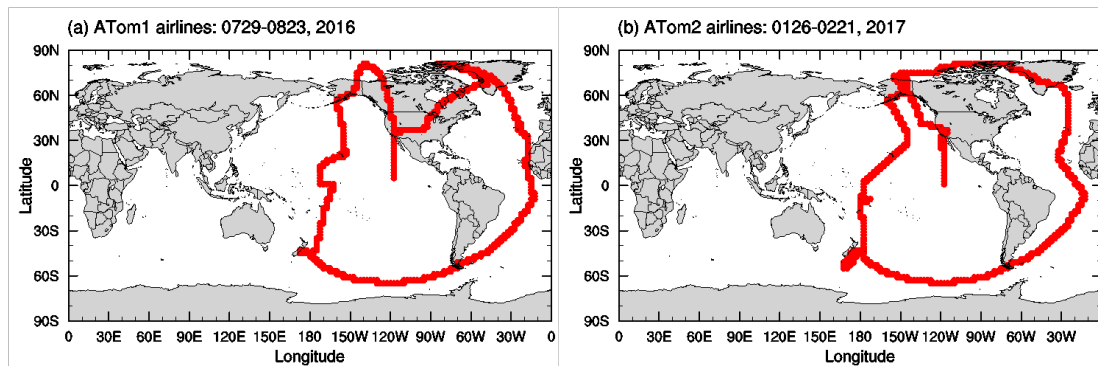 (a) ATom1 airlines: 0729-0823, 2016
90N
60N
30N
0
30S
60S
90S
Latitude
0 30E 60E 90E 120E 150E 180 150W 120W 90W 60W 30W 0
Longitude
(b) ATom2 airlines: 0126-0221, 2017
90N
60N
30N
0
30S
60S
90S
Latitude
0 30E 60E 90E 120E 150E 180 150W 120W 90W 60W 30W
Longitude